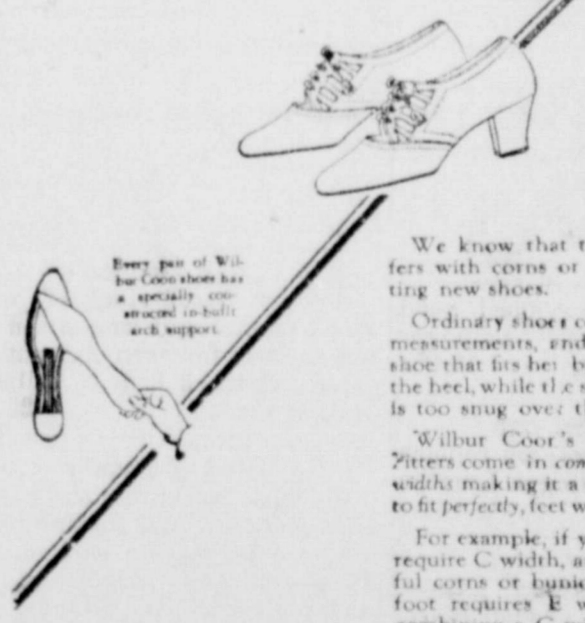 Every pair of Wil-
bur Coon shoes has
a specially con-
structed in-built
arch support.
We know that t
fers with corns or
ting new shoes.
Ordinary shoes c
measurements, and
shoe that fits her b
the heel, while the s
is too snug over th
Wilbur Coon's
Fitters come in com
widths making it a
to fit perfectly, feet w
For example, if y
require C width, a
ful corns or bunio
foot requires E w